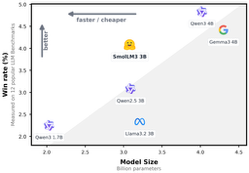 faster / cheaper
better
Win rate (%)
Measured on 12 popular LLM Benchmarks
5.0
4.5
4.0
3.5
3.0
2.5
2.0
Qwen3 4B
Gemma3 4B
SmolLM3 3B
Qwen2.5 3B
Llama3.2 3B
Qwen3 1.7B
2.0
2.5
3.0
3.5
4.0
4.5
Model Size
Billion parameters